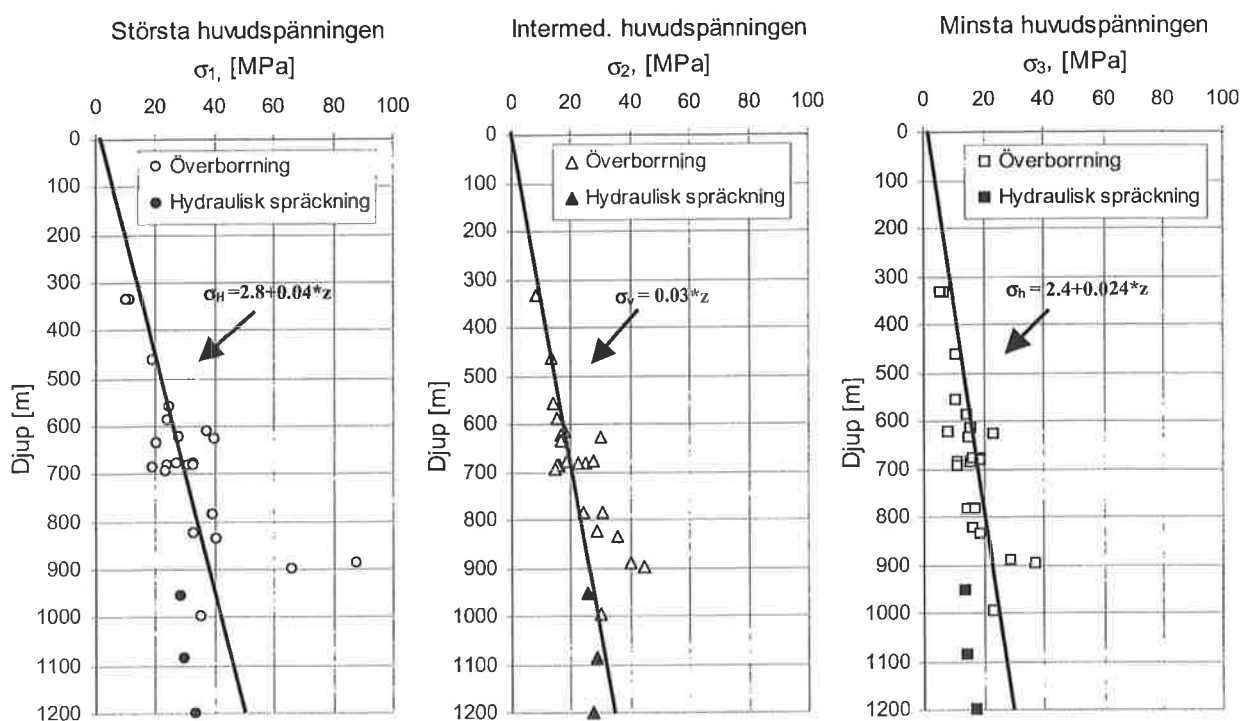 Största huvudspänningen
σ1, [MPa]
0 20 40 60 80 100
0
100
200
300
400
500
600
700
800
900
1000
1100
1200
Djup [m]
Överborrning
Hydraulisk spräckning
σH =2.8+0.04*z
Intermed. huvudspänningen
σ2, [MPa]
0 20 40 60 80 100
0
100
200
300
400
500
600
700
800
900
1000
1100
1200
Djup [m]
Överborrning
Hydraulisk spräckning
σv = 0.03*z
Minsta huvudspänningen
σ3, [MPa]
0 20 40 60 80 100
0
100
200
300
400
500
600
700
800
900
1000
1100
1200
Djup [m]
Överborrning
Hydraulisk spräckning
σh = 2.4+0.024*z